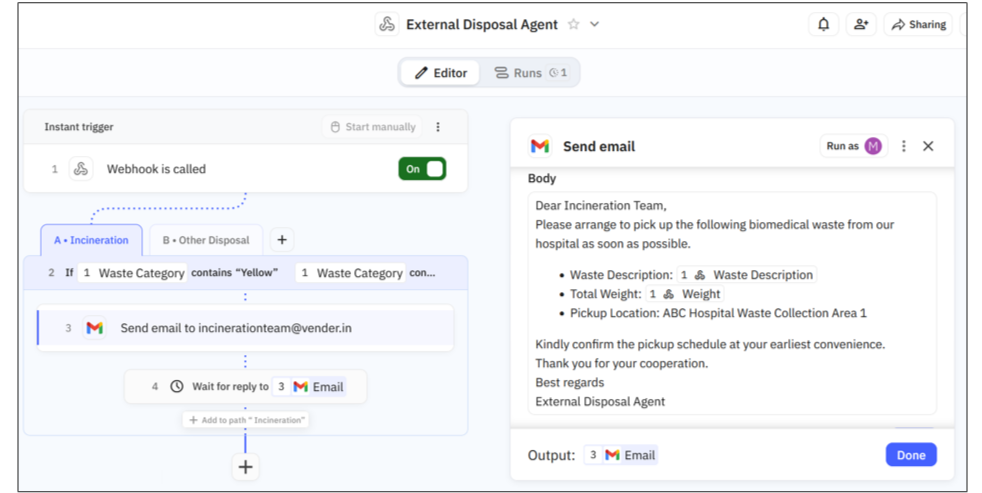 External Disposal Agent
Sharing
Editor
Runs 1
Instant trigger
Start manually
1 Webhook is called
On
A • Incineration
B • Other Disposal
+
2 If 1 Waste Category contains “Yellow” 1 Waste Category con...
3 Send email to incinerationteam@vender.in
4 Wait for reply to 3 Email
+ Add to path “ Incineration”
+
Send email
Run as M
Body
Dear Incineration Team,
Please arrange to pick up the following biomedical waste from our
hospital as soon as possible.
• Waste Description: 1 Waste Description
• Total Weight: 1 Weight
• Pickup Location: ABC Hospital Waste Collection Area 1
Kindly confirm the pickup schedule at your earliest convenience.
Thank you for your cooperation.
Best regards
External Disposal Agent
Output: 3 Email
Done